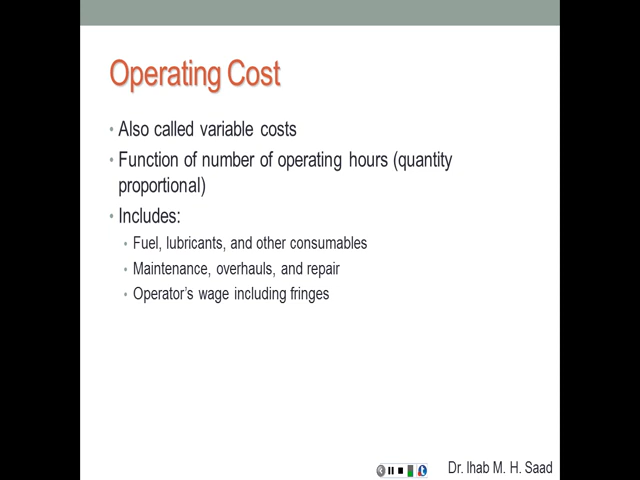 Operating Cost
• Also called variable costs
• Function of number of operating hours (quantity
proportional)
• Includes:
• Fuel, lubricants, and other consumables
• Maintenance, overhauls, and repair
• Operator's wage including fringes
Dr. Ihab M. H. Saad